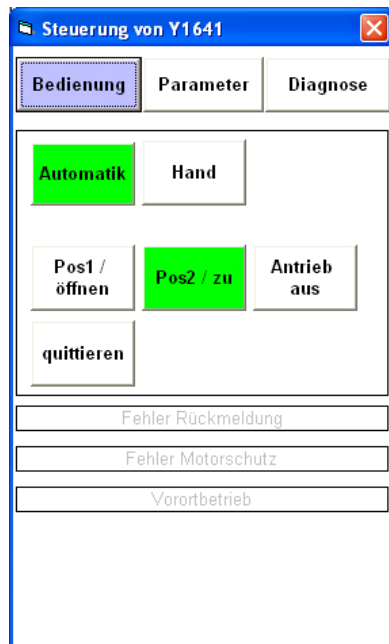 Steuerung von Y1641
Bedienung Parameter Diagnose
Automatik Hand
Pos1 /
öffnen
Pos2 / zu
Antrieb
aus
quittieren
Fehler Rückmeldung
Fehler Motorschutz
Vorortbetrieb